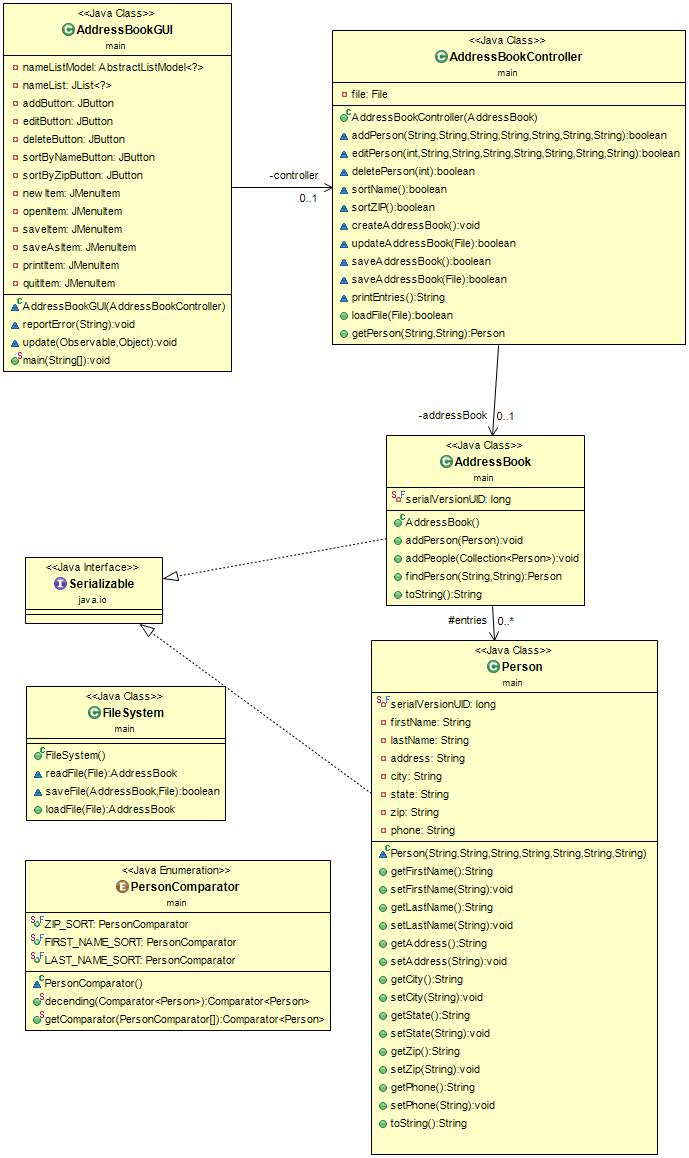 <<Java Class>>
AddressBookGUI
main
nameListModel: AbstractListModel<?>
nameList: JList<?>
addButton: JButton
editButton: JButton
deleteButton: JButton
sortByNameButton: JButton
sortByZipButton: JButton
newItem: JMenuItem
openItem: JMenuItem
saveItem: JMenuItem
saveAsItem: JMenuItem
printItem: JMenuItem
quitItem: JMenuItem
AddressBookGUI(AddressBookController)
reportError(String):void
update(Observable,Object):void
main(String[]):void
-controller
0..1
<<Java Class>>
AddressBookController
main
file: File
AddressBookController(AddressBook)
addPerson(String,String,String,String,String,String,String):boolean
editPerson(int,String,String,String,String,String,String,String):boolean
deletePerson(int):boolean
sortName():boolean
sortZIP():boolean
createAddressBook():void
updateAddressBook(File):boolean
saveAddressBook():boolean
saveAddressBook(File):boolean
printEntries():String
loadFile(File):boolean
getPerson(String,String):Person
-addressBook
0..1
<<Java Class>>
AddressBook
main
serialVersionUID: long
AddressBook()
addPerson(Person):void
addPeople(Collection<Person>):void
findPerson(String,String):Person
toString():String
<<Java Interface>>
Serializable
java.io
#entries
0..*
<<Java Class>>
Person
main
serialVersionUID: long
firstName: String
lastName: String
address: String
city: String
state: String
zip: String
phone: String
Person(String,String,String,String,String,String,String)
getFirstName():String
setFirstName(String):void
getLastName():String
setLastName(String):void
getAddress():String
setAddress(String):void
getCity():String
setCity(String):void
getState():String
setState(String):void
getZip():String
setZip(String):void
getPhone():String
setPhone(String):void
toString():String
<<Java Class>>
FileSystem
main
FileSystem()
readFile(File):AddressBook
saveFile(AddressBook,File):boolean
loadFile(File):AddressBook
<<Java Enumeration>>
PersonComparator
main
ZIP_SORT: PersonComparator
FIRST_NAME_SORT: PersonComparator
LAST_NAME_SORT: PersonComparator
PersonComparator()
decending(Comparator<Person>):Comparator<Person>
getComparator(PersonComparator[]):Comparator<Person>